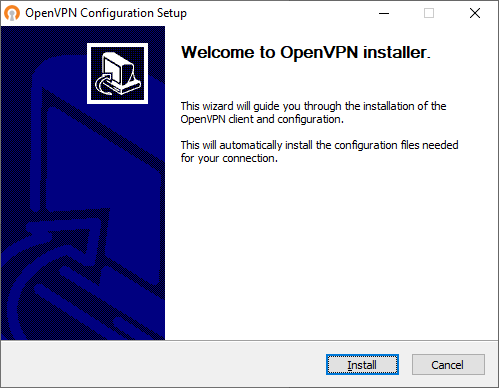 OpenVPN Configuration Setup
Welcome to OpenVPN installer.
This wizard will guide you through the installation of the
OpenVPN client and configuration.
This will automatically install the configuration files needed
for your connection.
Install
Cancel